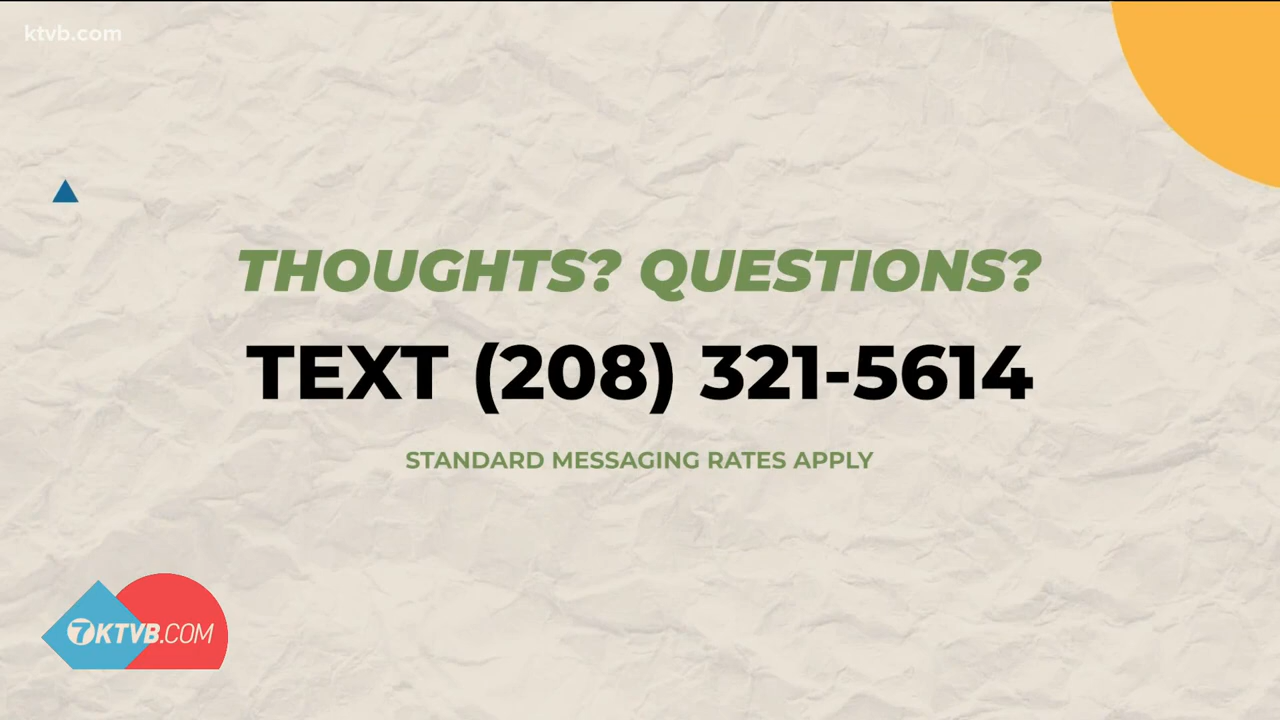 ktvb.com
THOUGHTS? QUESTIONS?
TEXT (208) 321-5614
STANDARD MESSAGING RATES APPLY
7KTVB.COM